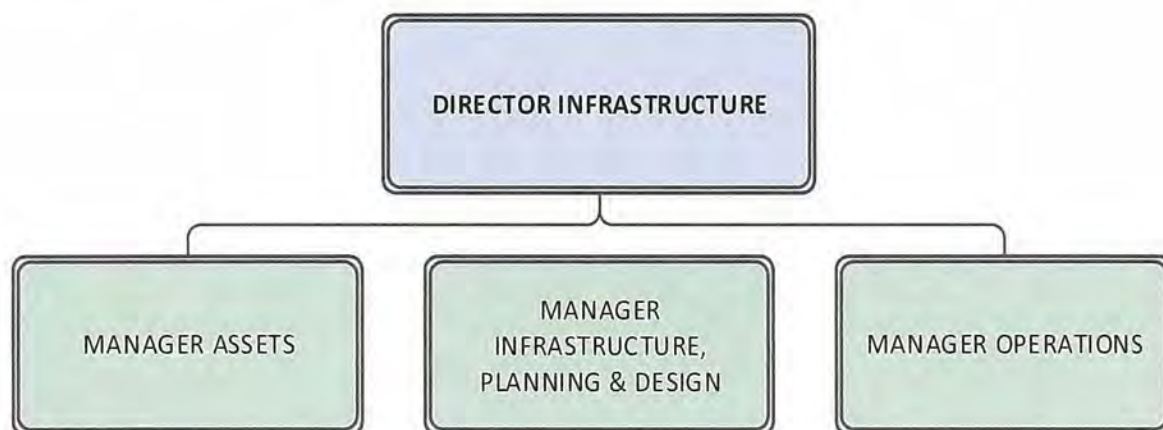 DIRECTOR INFRASTRUCTURE
MANAGER ASSETS
MANAGER
INFRASTRUCTURE,
PLANNING & DESIGN
MANAGER OPERATIONS